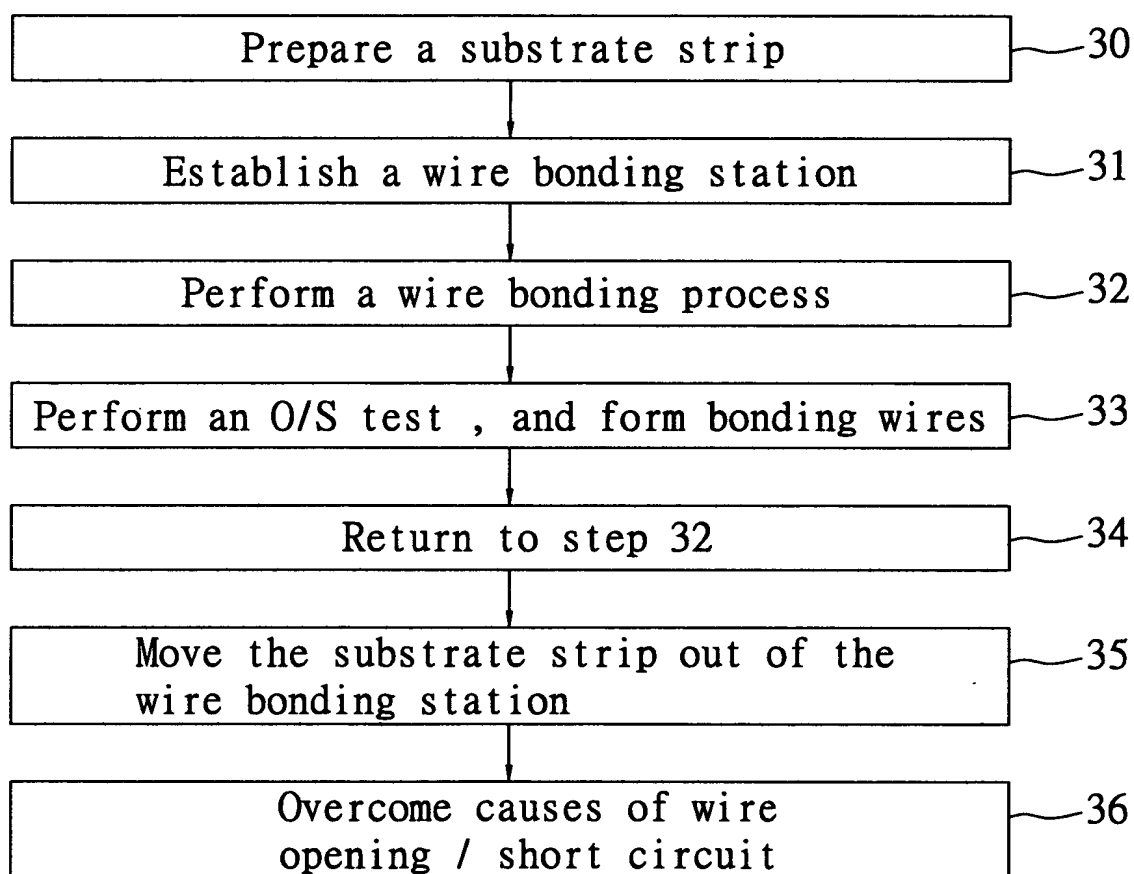 Prepare a substrate strip 30
Establish a wire bonding station 31
Perform a wire bonding process 32
Perform an O/S test , and form bonding wires 33
Return to step 32 34
Move the substrate strip out of the 35
wire bonding station
Overcome causes of wire 36
opening / short circuit